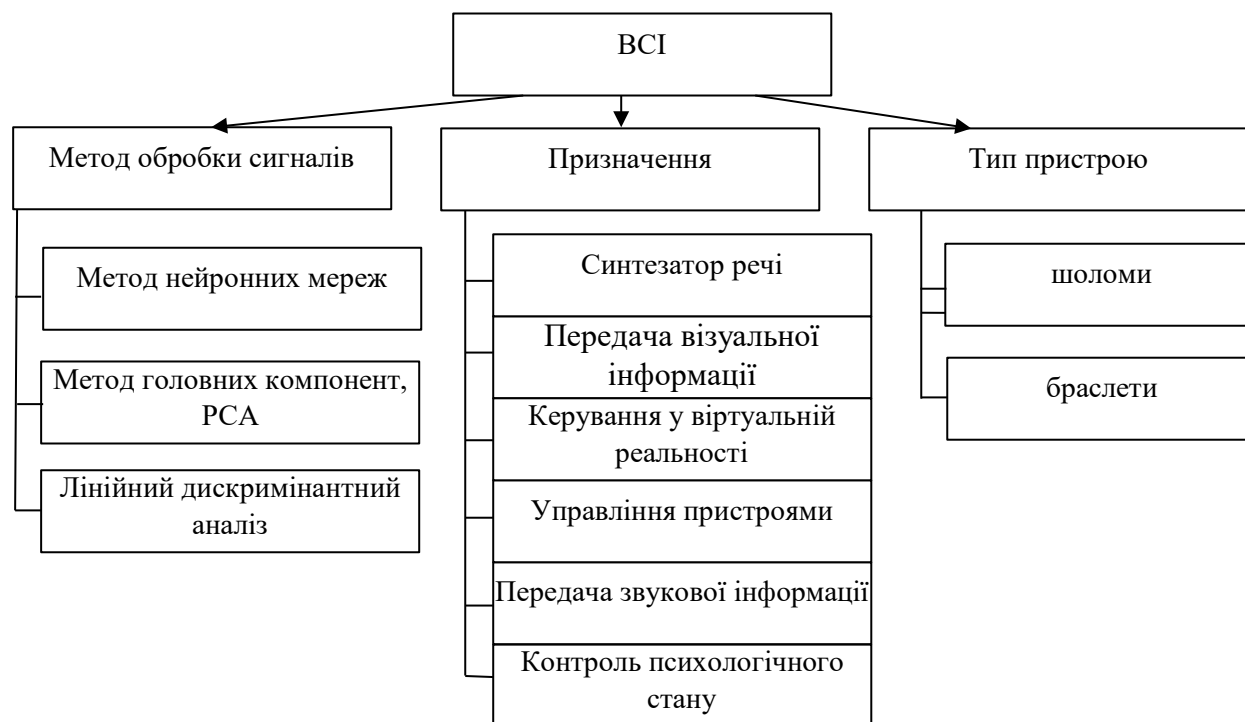 BCI
Метод обробки сигналів
Призначення
Тип пристрою
Метод нейронних мереж
Метод головних компонент,
PCA
Лінійний дискримінантний
аналіз
Синтезатор речі
Передача візуальної
інформації
Керування у віртуальній
реальності
Управління пристроями
Передача звукової інформації
Контроль психологічного
стану
шоломи
браслети